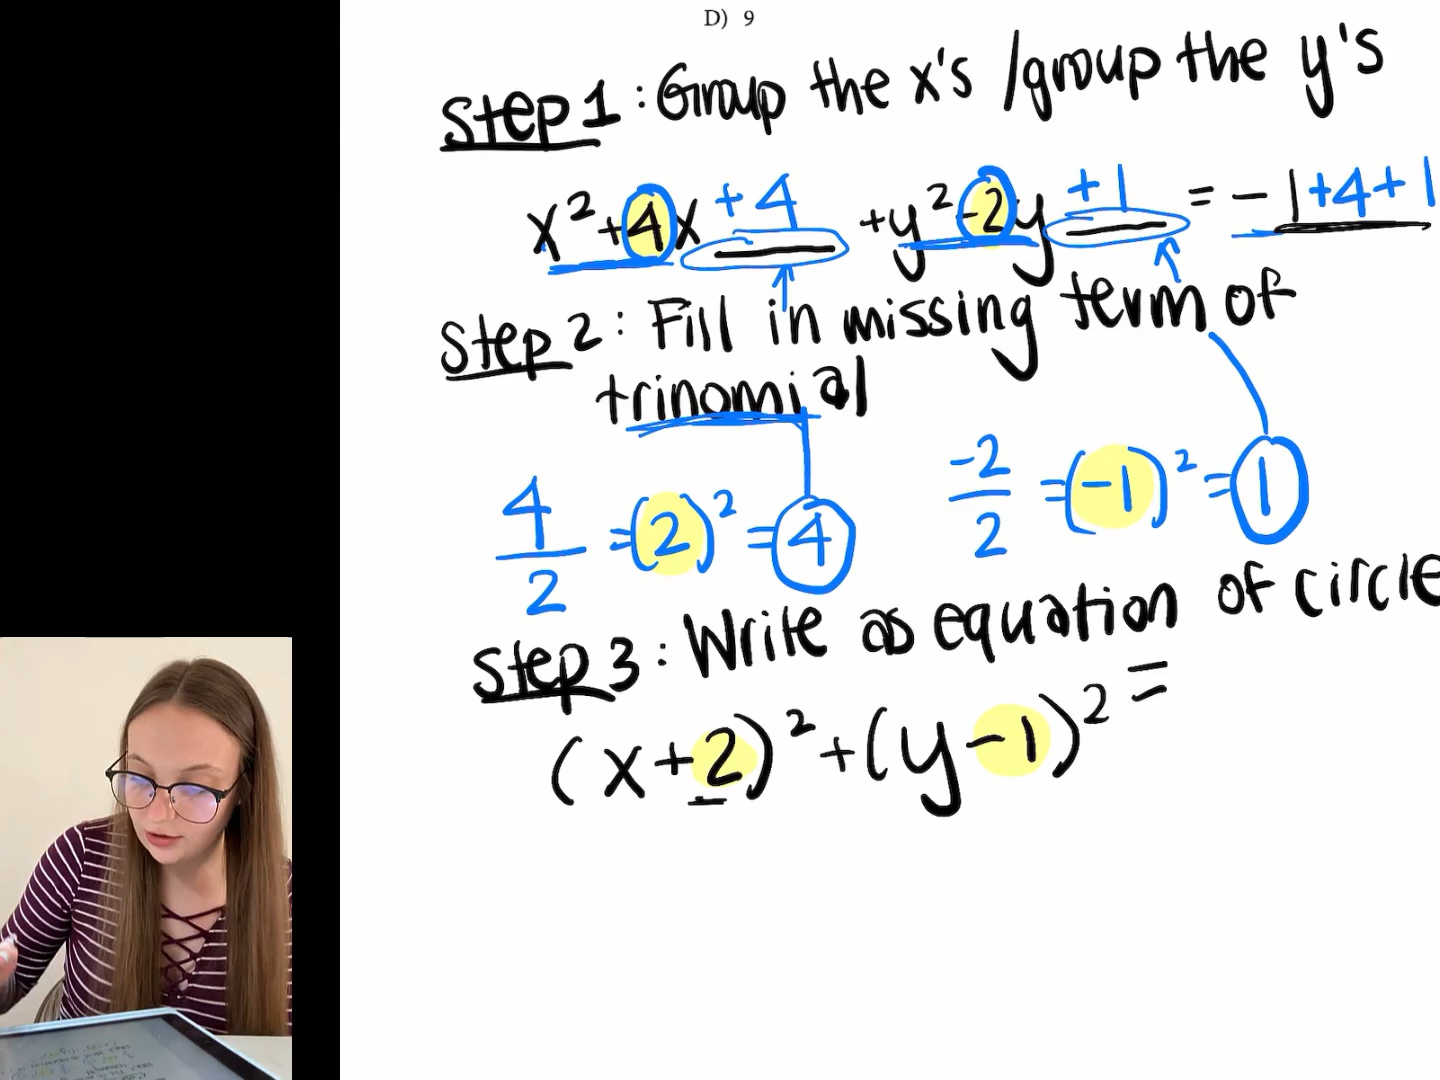 D) 9
Step 1: Group the x's /group the y's
x²+4x +4 +y²-2y +1 = -1+4+1
Step 2: Fill in missing term of
trinomial
4/2 =(2)²=4 -2/2 =(-1)²=1
Step 3: Write as equation of circle
(x+2)²+(y-1)² =